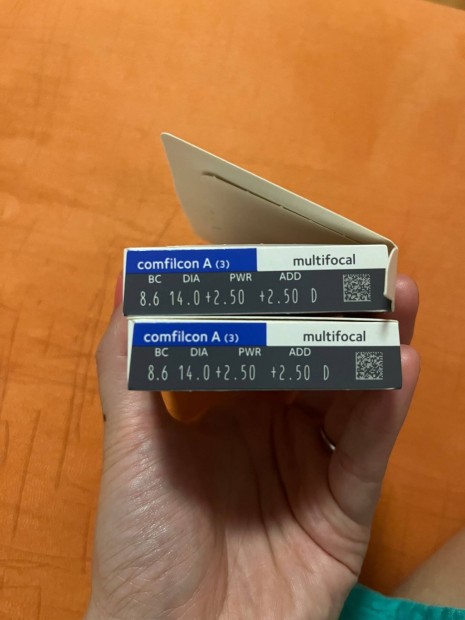 comfilcon A (3) multifocal
BC DIA PWR ADD
8.6 14.0 +2.50 +2.50 D
comfilcon A (3) multifocal
BC DIA PWR ADD
8.6 14.0 +2.50 +2.50 D